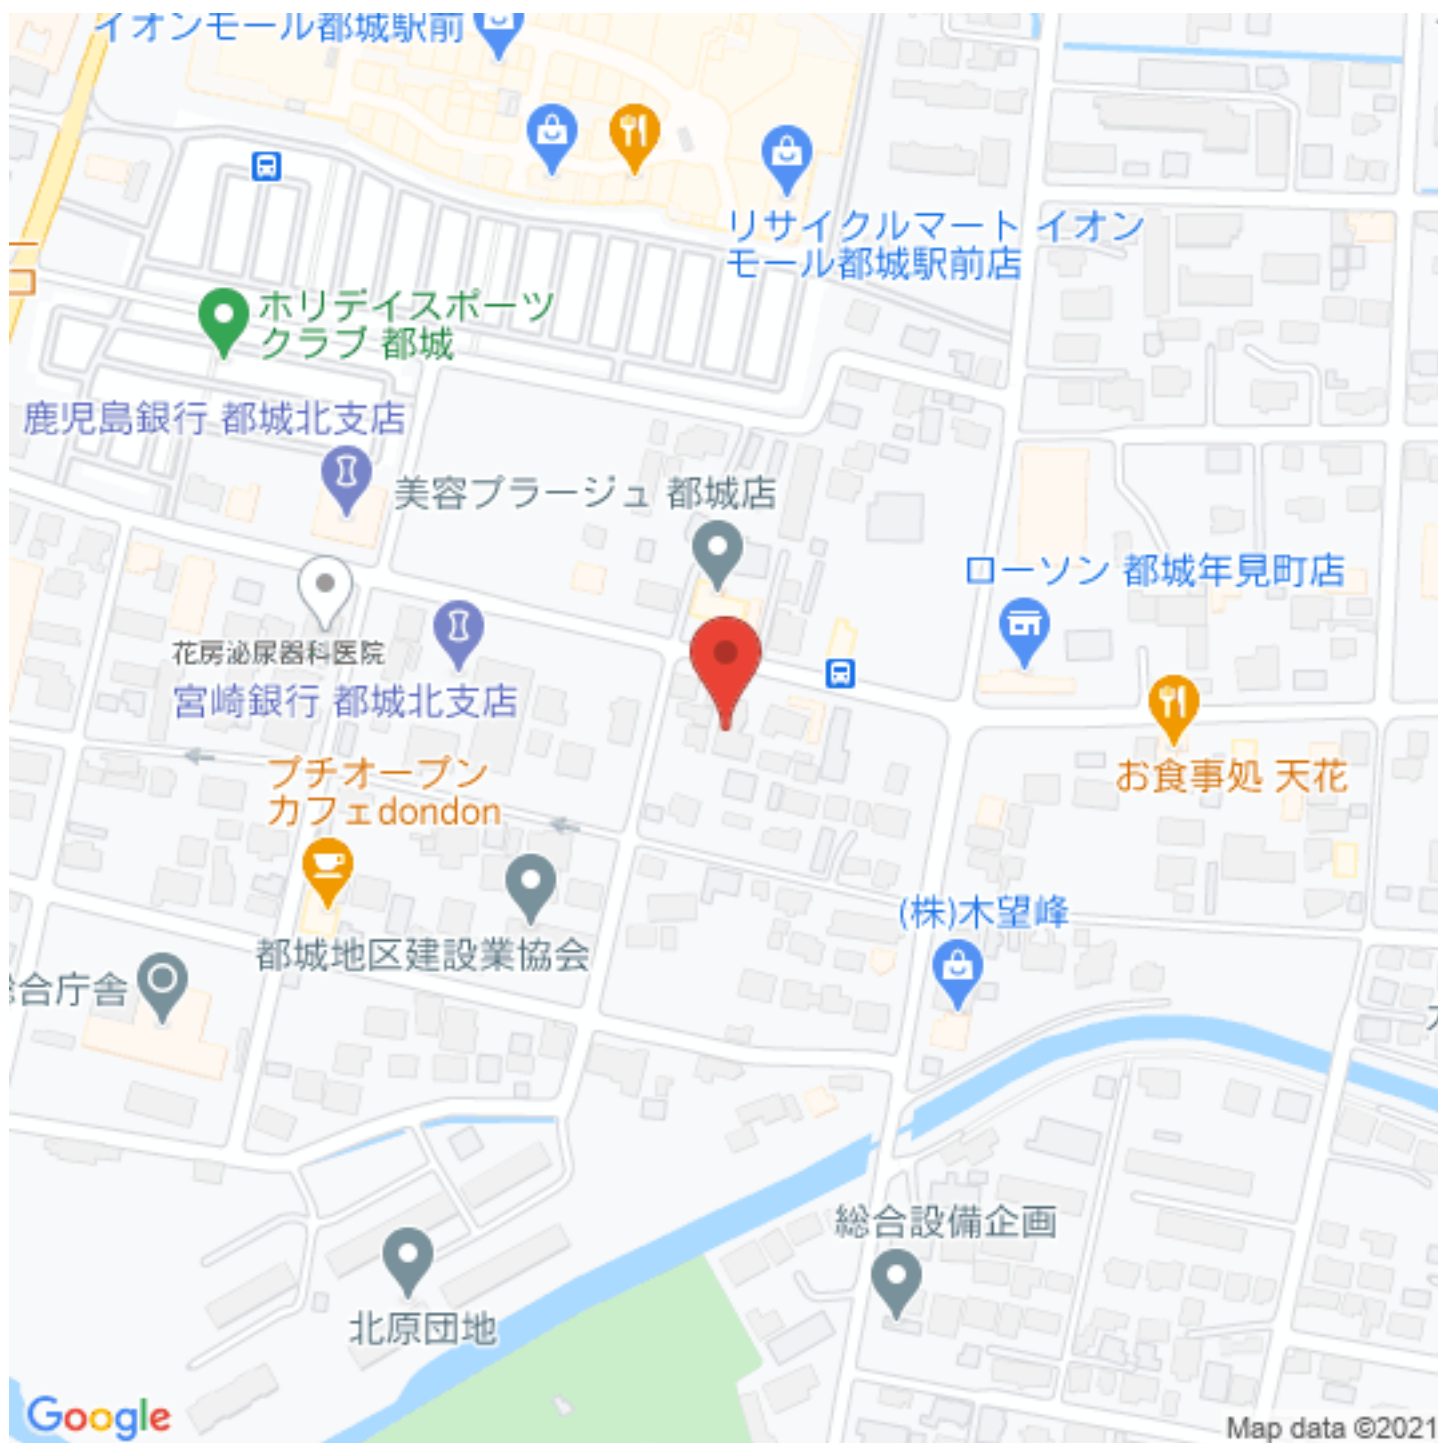 イオンモール都城駅前
リサイクルマート イオン
モール都城駅前店
ホリデイスポーツ
クラブ 都城
鹿児島銀行 都城北支店
美容プラージュ 都城店
ローソン 都城年見町店
花房泌尿器科医院
宮崎銀行 都城北支店
プチオープン
カフェdondon
お食事処 天花
(株)木望峰
都城地区建設業協会
合庁舎
総合設備企画
北原団地
Google
Map data ©2021